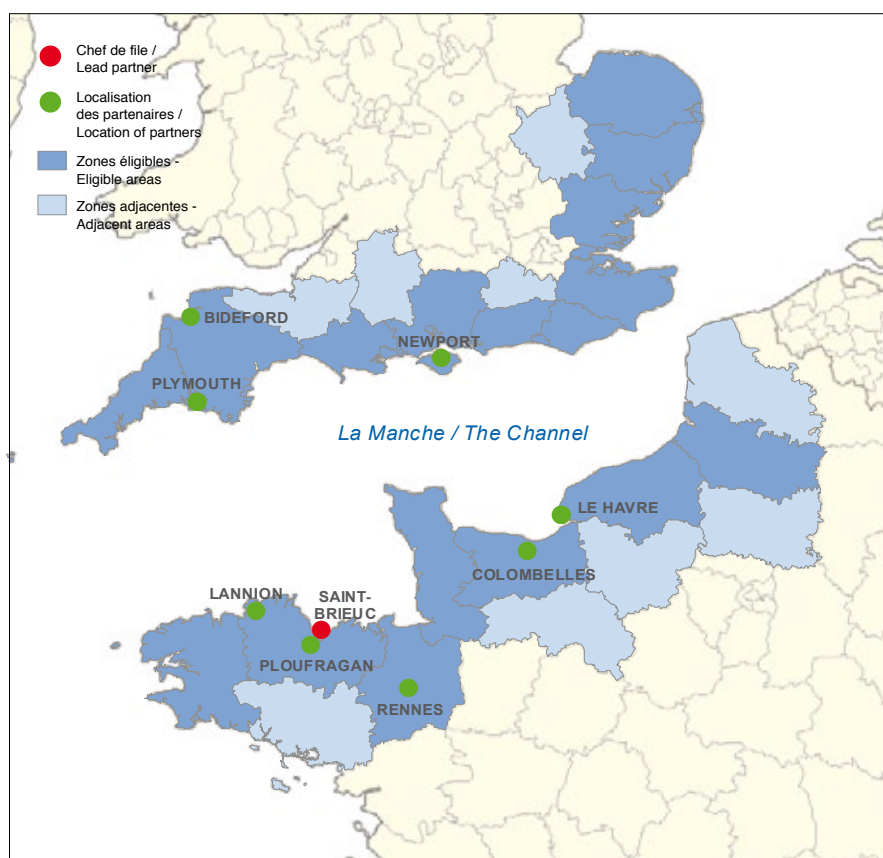 Chef de file /
Lead partner
Localisation
des partenaires /
Location of partners
Zones éligibles -
Eligible areas
Zones adjacentes -
Adjacent areas
BIDEFORD
NEWPORT
PLYMOUTH
La Manche / The Channel
LE HAVRE
COLOMBELLES
LANNION
SAINT-
BRIEUC
PLOUFRAGAN
RENNES